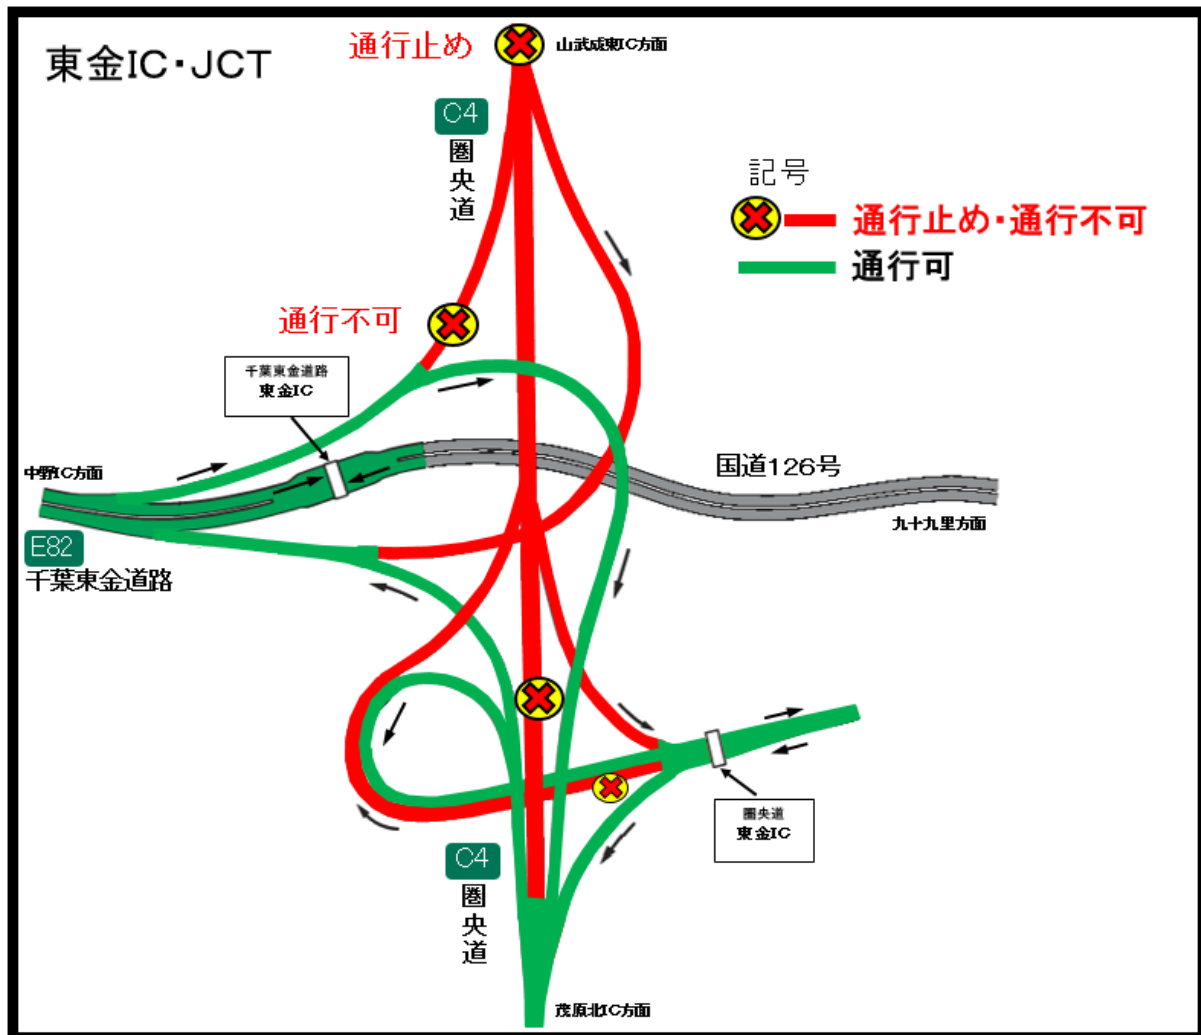 東金IC・JCT
通行止め
山武成東IC方面
C4
圏央道
記号
通行止め・通行不可
通行可
通行不可
千葉東金道路
東金IC
中野IC方面
国道126号
九十九里方面
E82
千葉東金道路
圏央道
東金IC
C4
圏央道
茂原北IC方面